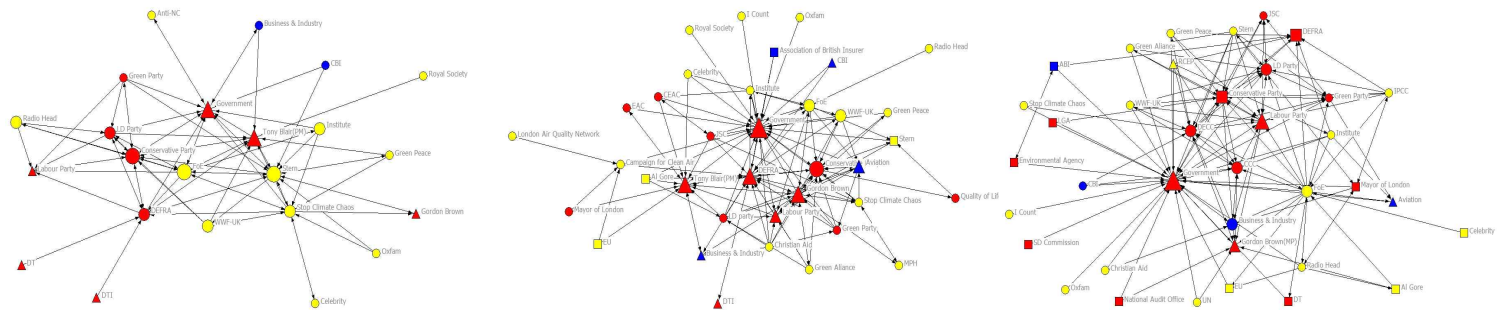 Anti-NC
Business & Industry
CBI
Green Party
Royal Society
Government
Radio Head
LD Party
Tony Blair(PM)
Institute
Conservative Party
Green Peace
Labour Party
FoE
Stern
DEFRA
Stop Climate Chaos
Gordon Brown
WWF-UK
Oxfam
DT
DTI
Celebrity
I Count
Oxfam
Royal Society
Radio Head
Association of British Insurer
CBI
Celebrity
Institute
EAC
CEAC
FoE
WWF-UK
Green Peace
Government
London Air Quality Network
JSC
Stern
Campaign for Clean Air
Conservati
Aviation
Al Gore
DEFRA
Tony Blair(PM)
Gordon Brown
Quality of Lif
Mayor of London
LD party
Labour Party
Stop Climate Chaos
Green Party
EU
Christian Aid
Business & Industry
Green Alliance
MPH
DTI
JSC
Green Peace
Stern
DEFRA
Green Alliance
ABI
RCEP
LD Party
IPCC
Conservative Party
Green Party
Stop Climate Chaos
WWF-UK
LGA
DECC
Labour Party
Institute
Environmental Agency
CCC
Government
CBI
FoE
Mayor of London
Aviation
I Count
Business & Industry
Celebrity
SD Commission
Gordon Brown(MP)
Christian Aid
Radio Head
Oxfam
EU
Al Gore
National Audit Office
UN
DT